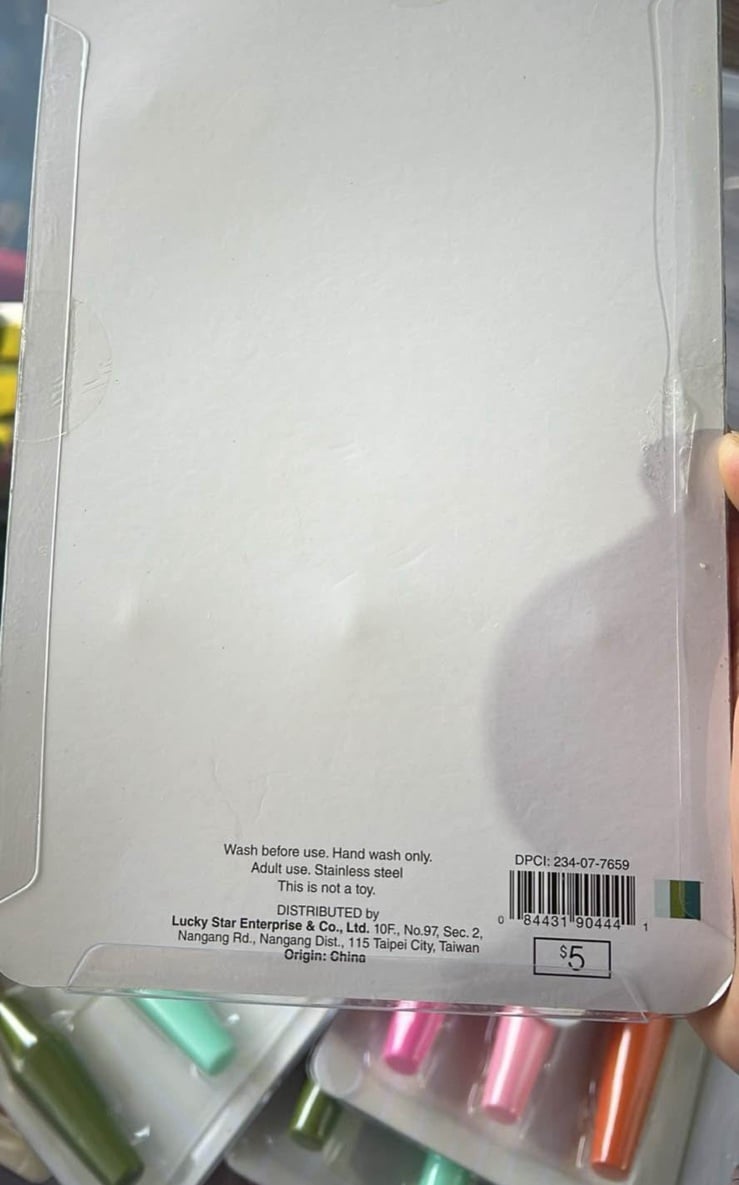 Wash before use. Hand wash only.
Adult use. Stainless steel
This is not a toy.
DISTRIBUTED by
Lucky Star Enterprise & Co., Ltd. 10F., No.97, Sec. 2,
Nangang Rd., Nangang Dist., 115 Taipei City, Taiwan
Origin: China
DPCI: 234-07-7659
0 84431 90444 1
$5